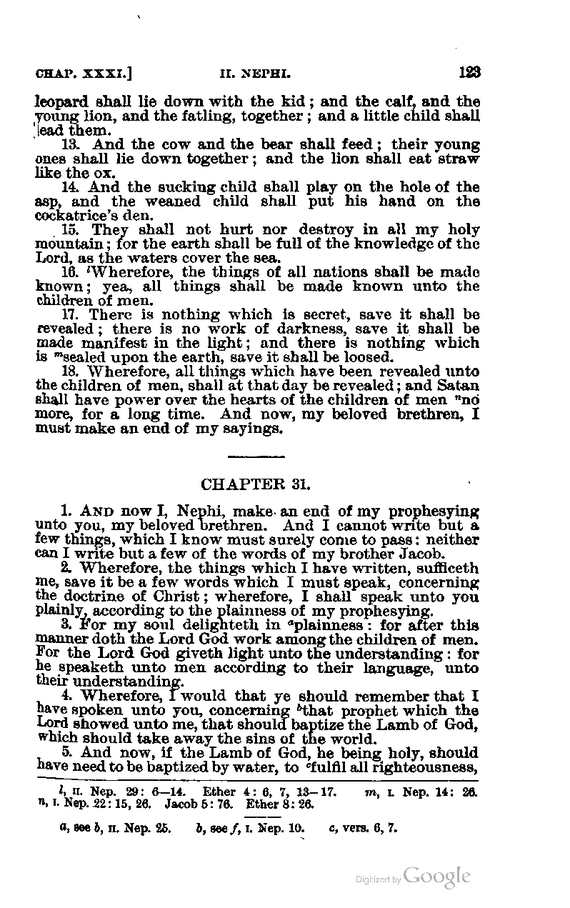 CHAP. XXXI.] II. NEPHI. 123
leopard shall lie down with the kid; and the calf, and the
young lion, and the fatling, together; and a little child shall
lead them.
13. And the cow and the bear shall feed; their young
ones shall lie down together; and the lion shall eat straw
like the ox.
14. And the sucking child shall play on the hole of the
asp, and the weaned child shall put his hand on the
cockatrice's den.
15. They shall not hurt nor destroy in all my holy
mountain; for the earth shall be full of the knowledge of the
Lord, as the waters cover the sea.
16. lWherefore, the things of all nations shall be made
known; yea, all things shall be made known unto the
children of men.
17. There is nothing which is secret, save it shall be
revealed; there is no work of darkness, save it shall be
made manifest in the light; and there is nothing which
is msealed upon the earth, save it shall be loosed.
18. Wherefore, all things which have been revealed unto
the children of men, shall at that day be revealed; and Satan
shall have power over the hearts of the children of men nno
more, for a long time. And now, my beloved brethren, I
must make an end of my sayings.
CHAPTER 31.
1. AND now I, Nephi, make an end of my prophesying
unto you, my beloved brethren. And I cannot write but a
few things, which I know must surely come to pass: neither
can I write but a few of the words of my brother Jacob.
2. Wherefore, the things which I have written, sufficeth
me, save it be a few words which I must speak, concerning
the doctrine of Christ; wherefore, I shall speak unto you
plainly, according to the plainness of my prophesying.
3. For my soul delighteth in aplainness: for after this
manner doth the Lord God work among the children of men.
For the Lord God giveth light unto the understanding: for
he speaketh unto men according to their language, unto
their understanding.
4. Wherefore, I would that ye should remember that I
have spoken unto you, concerning bthat prophet which the
Lord showed unto me, that should baptize the Lamb of God,
which should take away the sins of the world.
5. And now, if the Lamb of God, he being holy, should
have need to be baptized by water, to cfulfil all righteousness,
l, II. Nep. 29: 6—14. Ether 4: 6, 7, 13—17. m, I. Nep. 14: 26.
n, I. Nep. 22: 15, 26. Jacob 5: 76. Ether 8: 26.
a, see b, II. Nep. 25. b, see f, I. Nep. 10. c, vers. 6, 7.
Digitized by Google